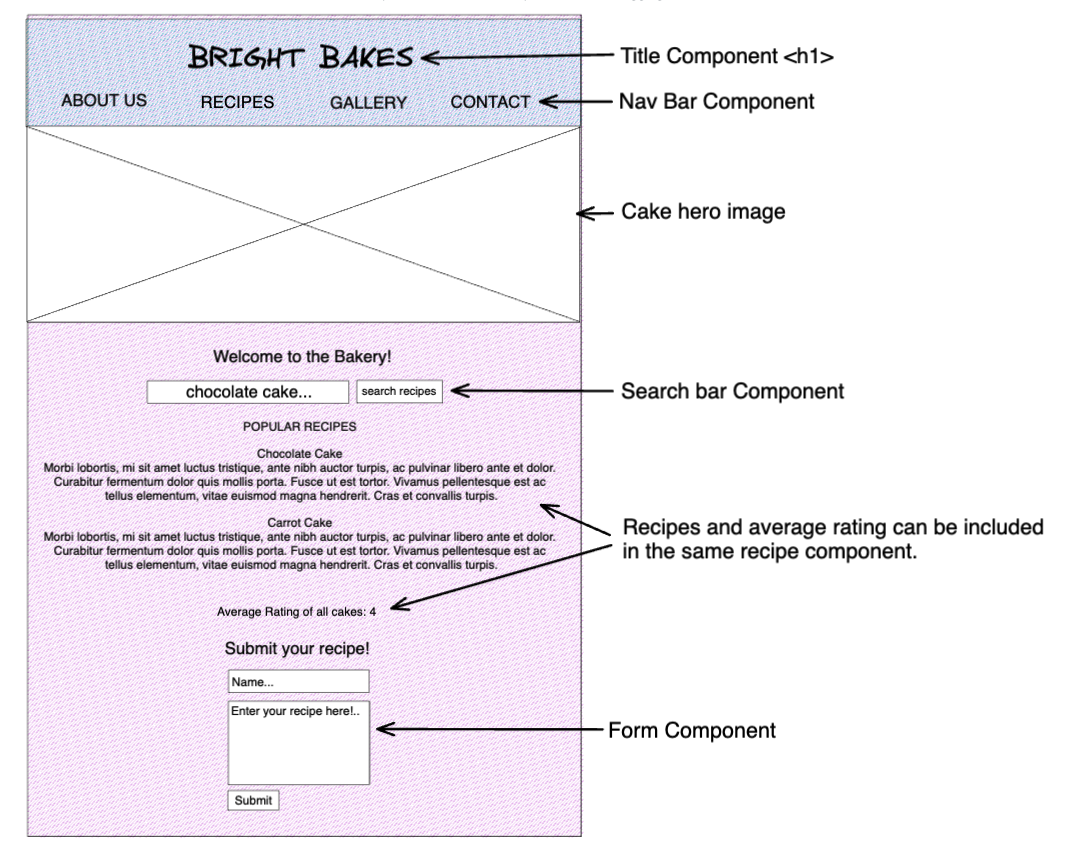 BRIGHT BAKES
Title Component <h1>
ABOUT US RECIPES GALLERY CONTACT
Nav Bar Component
Cake hero image
Welcome to the Bakery!
chocolate cake... search recipes
Search bar Component
POPULAR RECIPES
Chocolate Cake
Morbi lobortis, mi sit amet luctus tristique, ante nibh auctor turpis, ac pulvinar libero ante et dolor.
Curabitur fermentum dolor quis mollis porta. Fusce ut est tortor. Vivamus pellentesque est ac
tellus elementum, vitae euismod magna hendrerit. Cras et convallis turpis.
Carrot Cake
Morbi lobortis, mi sit amet luctus tristique, ante nibh auctor turpis, ac pulvinar libero ante et dolor.
Curabitur fermentum dolor quis mollis porta. Fusce ut est tortor. Vivamus pellentesque est ac
tellus elementum, vitae euismod magna hendrerit. Cras et convallis turpis.
Recipes and average rating can be included
in the same recipe component.
Average Rating of all cakes: 4
Submit your recipe!
Name...
Enter your recipe here!..
Form Component
Submit